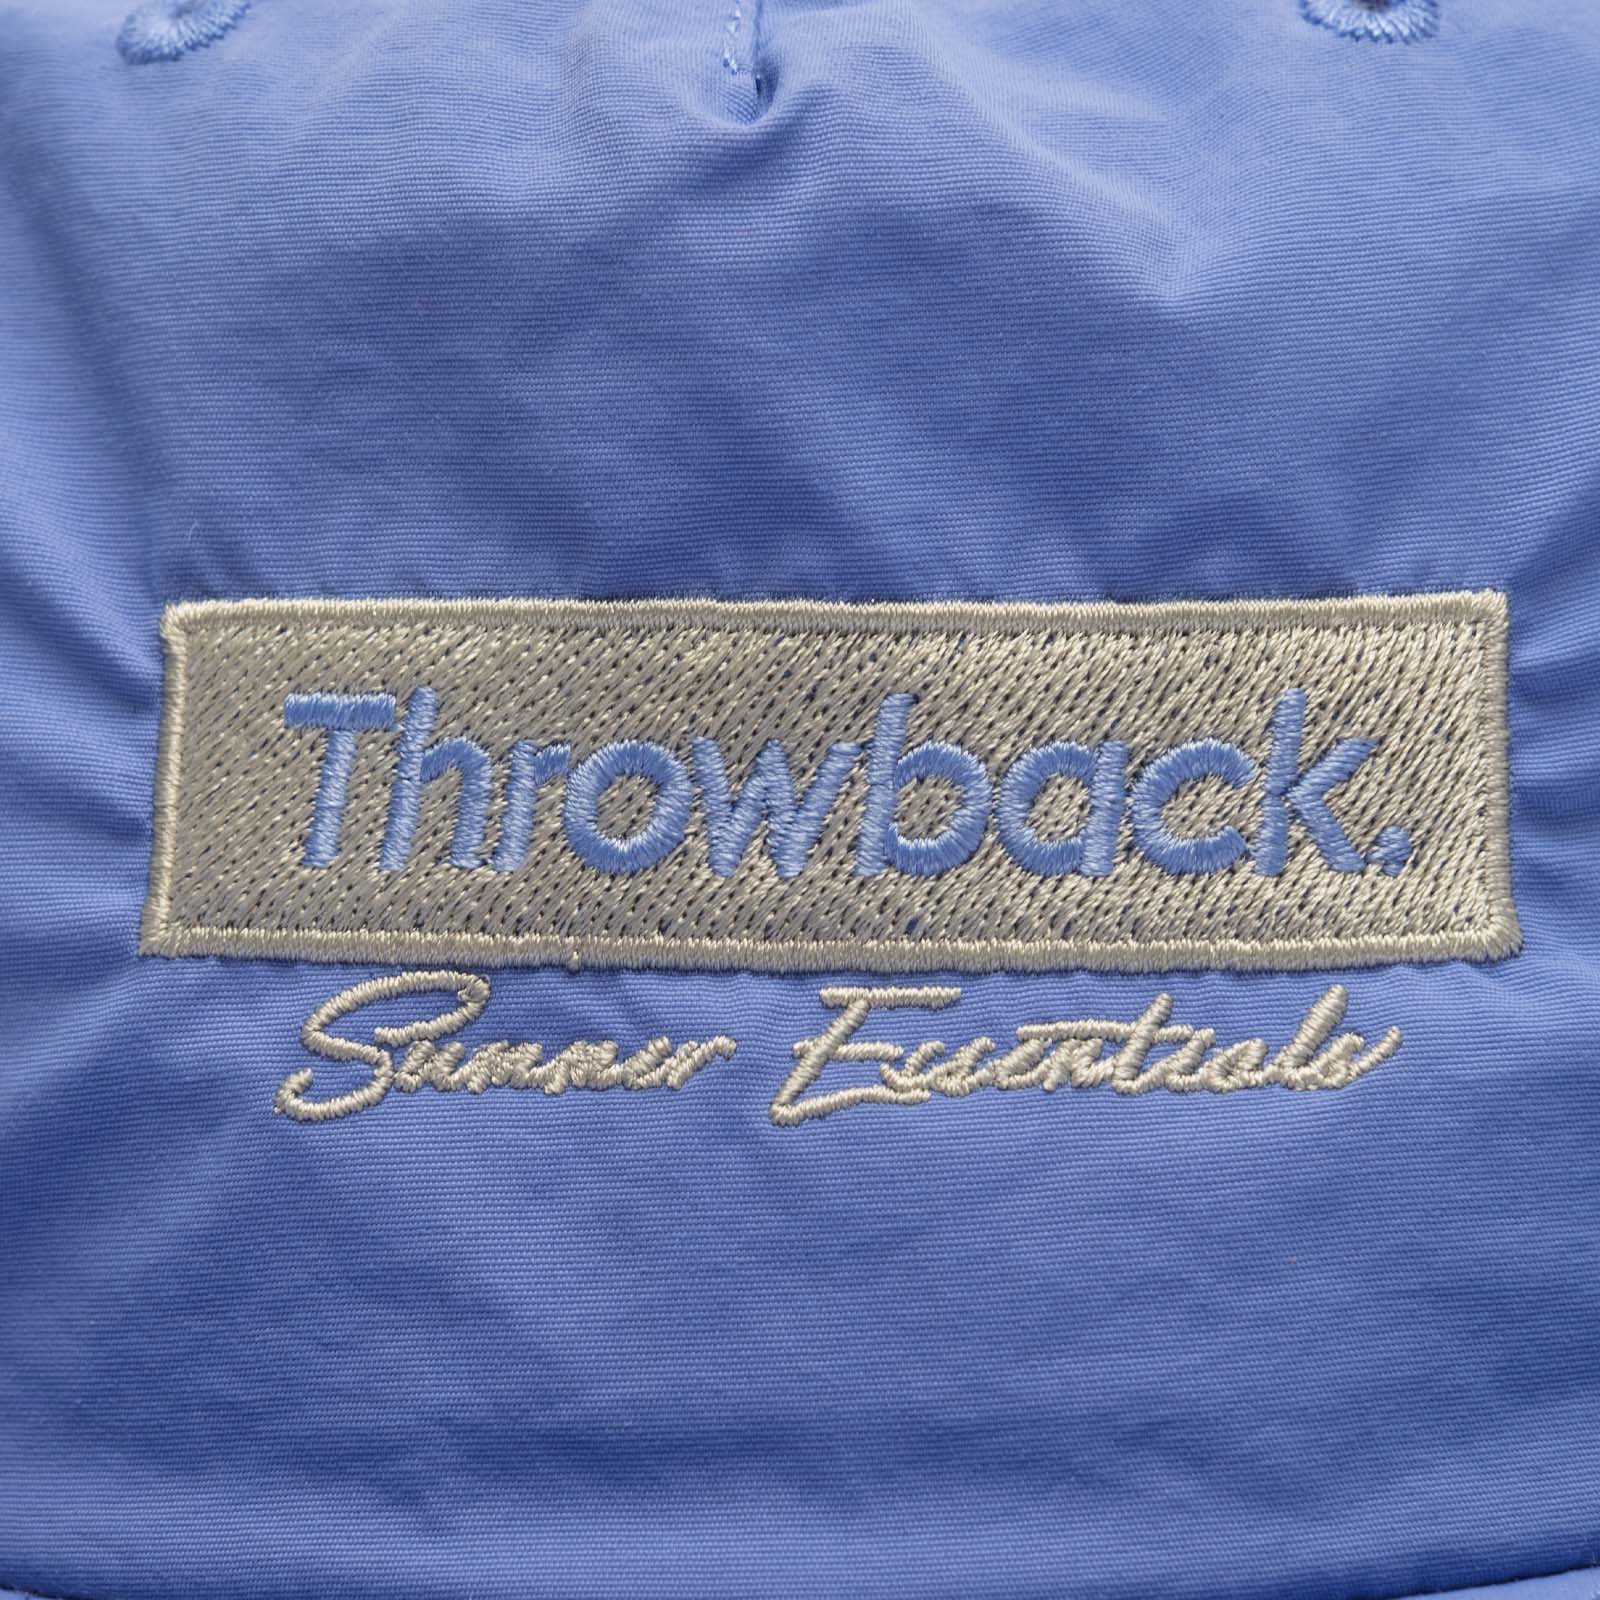 Throwback.
Summer Essentials